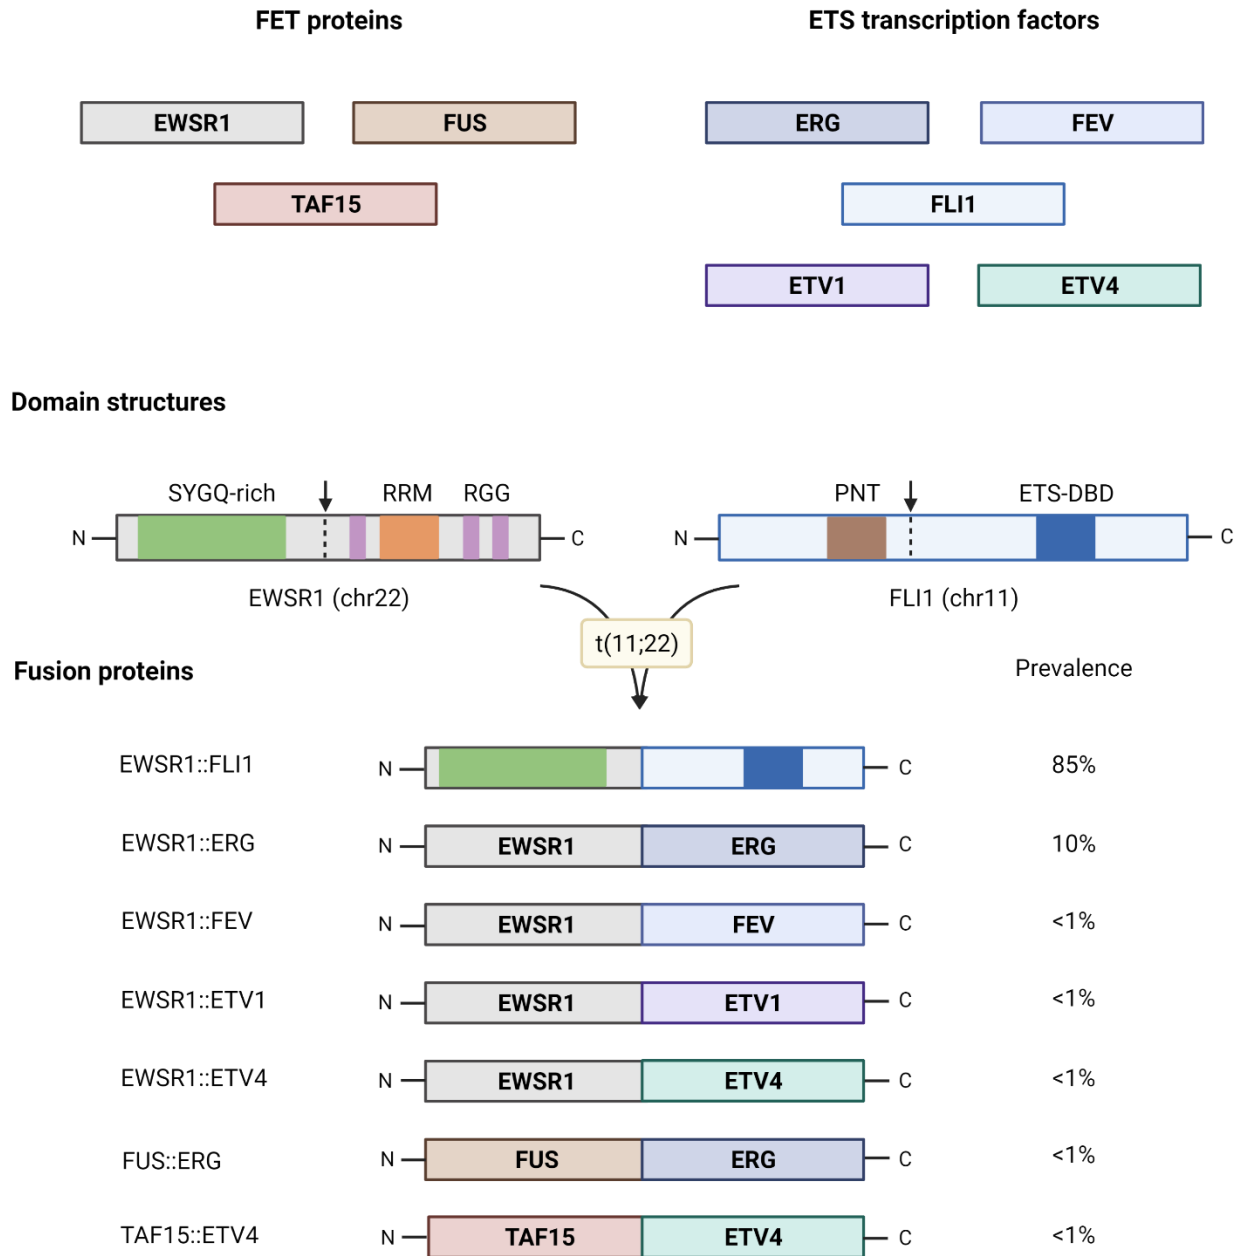 FET proteins
ETS transcription factors
EWSR1
FUS
ERG
FEV
TAF15
FLI1
ETV1
ETV4
Domain structures
SYGQ-rich
RRM
RGG
PNT
ETS-DBD
N
C
N
C
EWSR1 (chr22)
FLI1 (chr11)
t(11;22)
Fusion proteins
Prevalence
EWSR1::FLI1
N
C
85%
EWSR1::ERG
N
EWSR1
ERG
C
10%
EWSR1::FEV
N
EWSR1
FEV
C
<1%
EWSR1::ETV1
N
EWSR1
ETV1
C
<1%
EWSR1::ETV4
N
EWSR1
ETV4
C
<1%
FUS::ERG
N
FUS
ERG
C
<1%
TAF15::ETV4
N
TAF15
ETV4
C
<1%